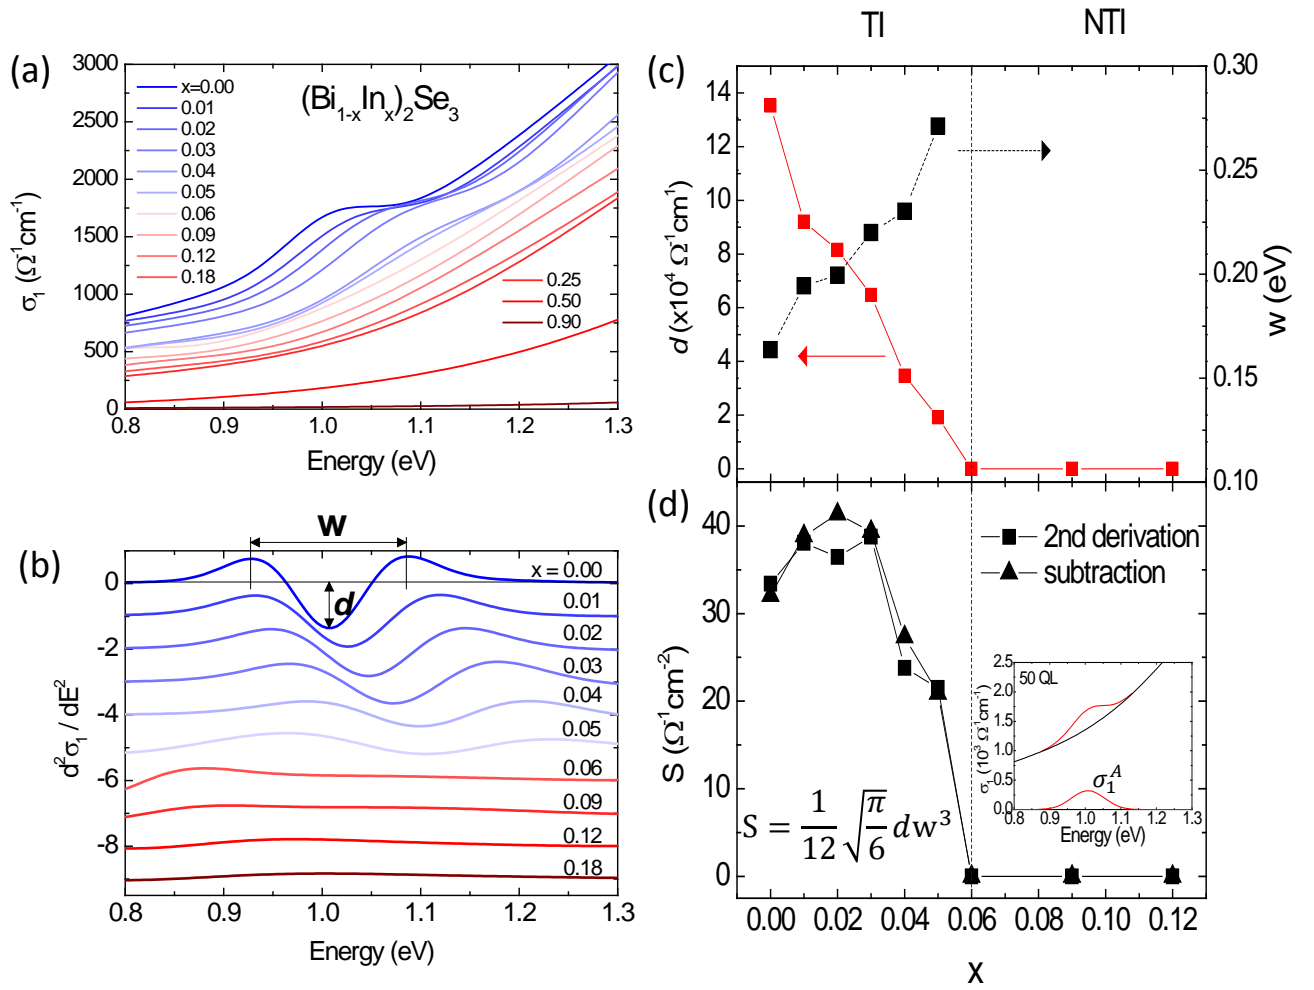 TI NTI
(a)
3000
2500
2000
1750
1500
1250
1000
750
500
250
0
σ₁ (Ω⁻¹cm⁻¹)
x=0.00
0.01
0.02
0.03
0.04
0.05
0.06
0.09
0.12
0.18
(Bi₁₋ₓInₓ)₂Se₃
0.25
0.50
0.90
0.8 0.9 1.0 1.1 1.2 1.3
Energy (eV)
(b)
w
d
0
-2
-4
-6
-8
d²σ₁ / dE²
x = 0.00
0.01
0.02
0.03
0.04
0.05
0.06
0.09
0.12
0.18
0.8 0.9 1.0 1.1 1.2 1.3
Energy (eV)
(c)
14
12
10
8
6
4
2
0
d (x10⁴ Ω⁻¹cm¹)
0.30
0.25
0.20
0.15
0.10
w (eV)
(d)
40
30
20
10
0
S (Ω⁻¹cm⁻²)
2nd derivation
subtraction
S = 1/12 √(π/6) dw³
50 QL
2.5
2.0
1.5
1.0
0.5
0.0
σ₁ (10³ Ω⁻¹cm⁻¹)
σ₁ᴬ
0.8 0.9 1.0 1.1 1.2 1.3
Energy (eV)
0.00 0.02 0.04 0.06 0.08 0.10 0.12
x